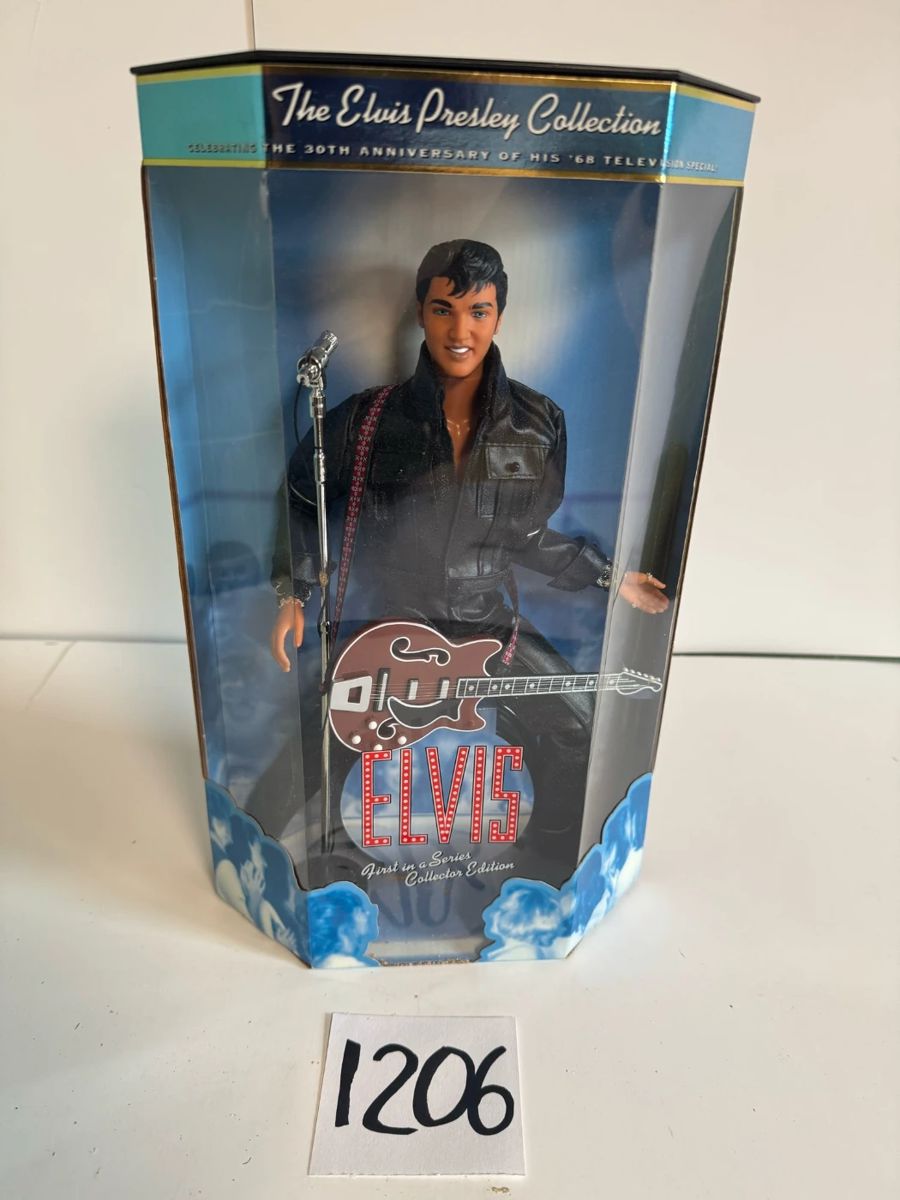 The Elvis Presley Collection
CELEBRATING THE 30TH ANNIVERSARY OF HIS '68 TELEVISION SPECIAL!
ELVIS
First in a Series
Collector Edition
1206